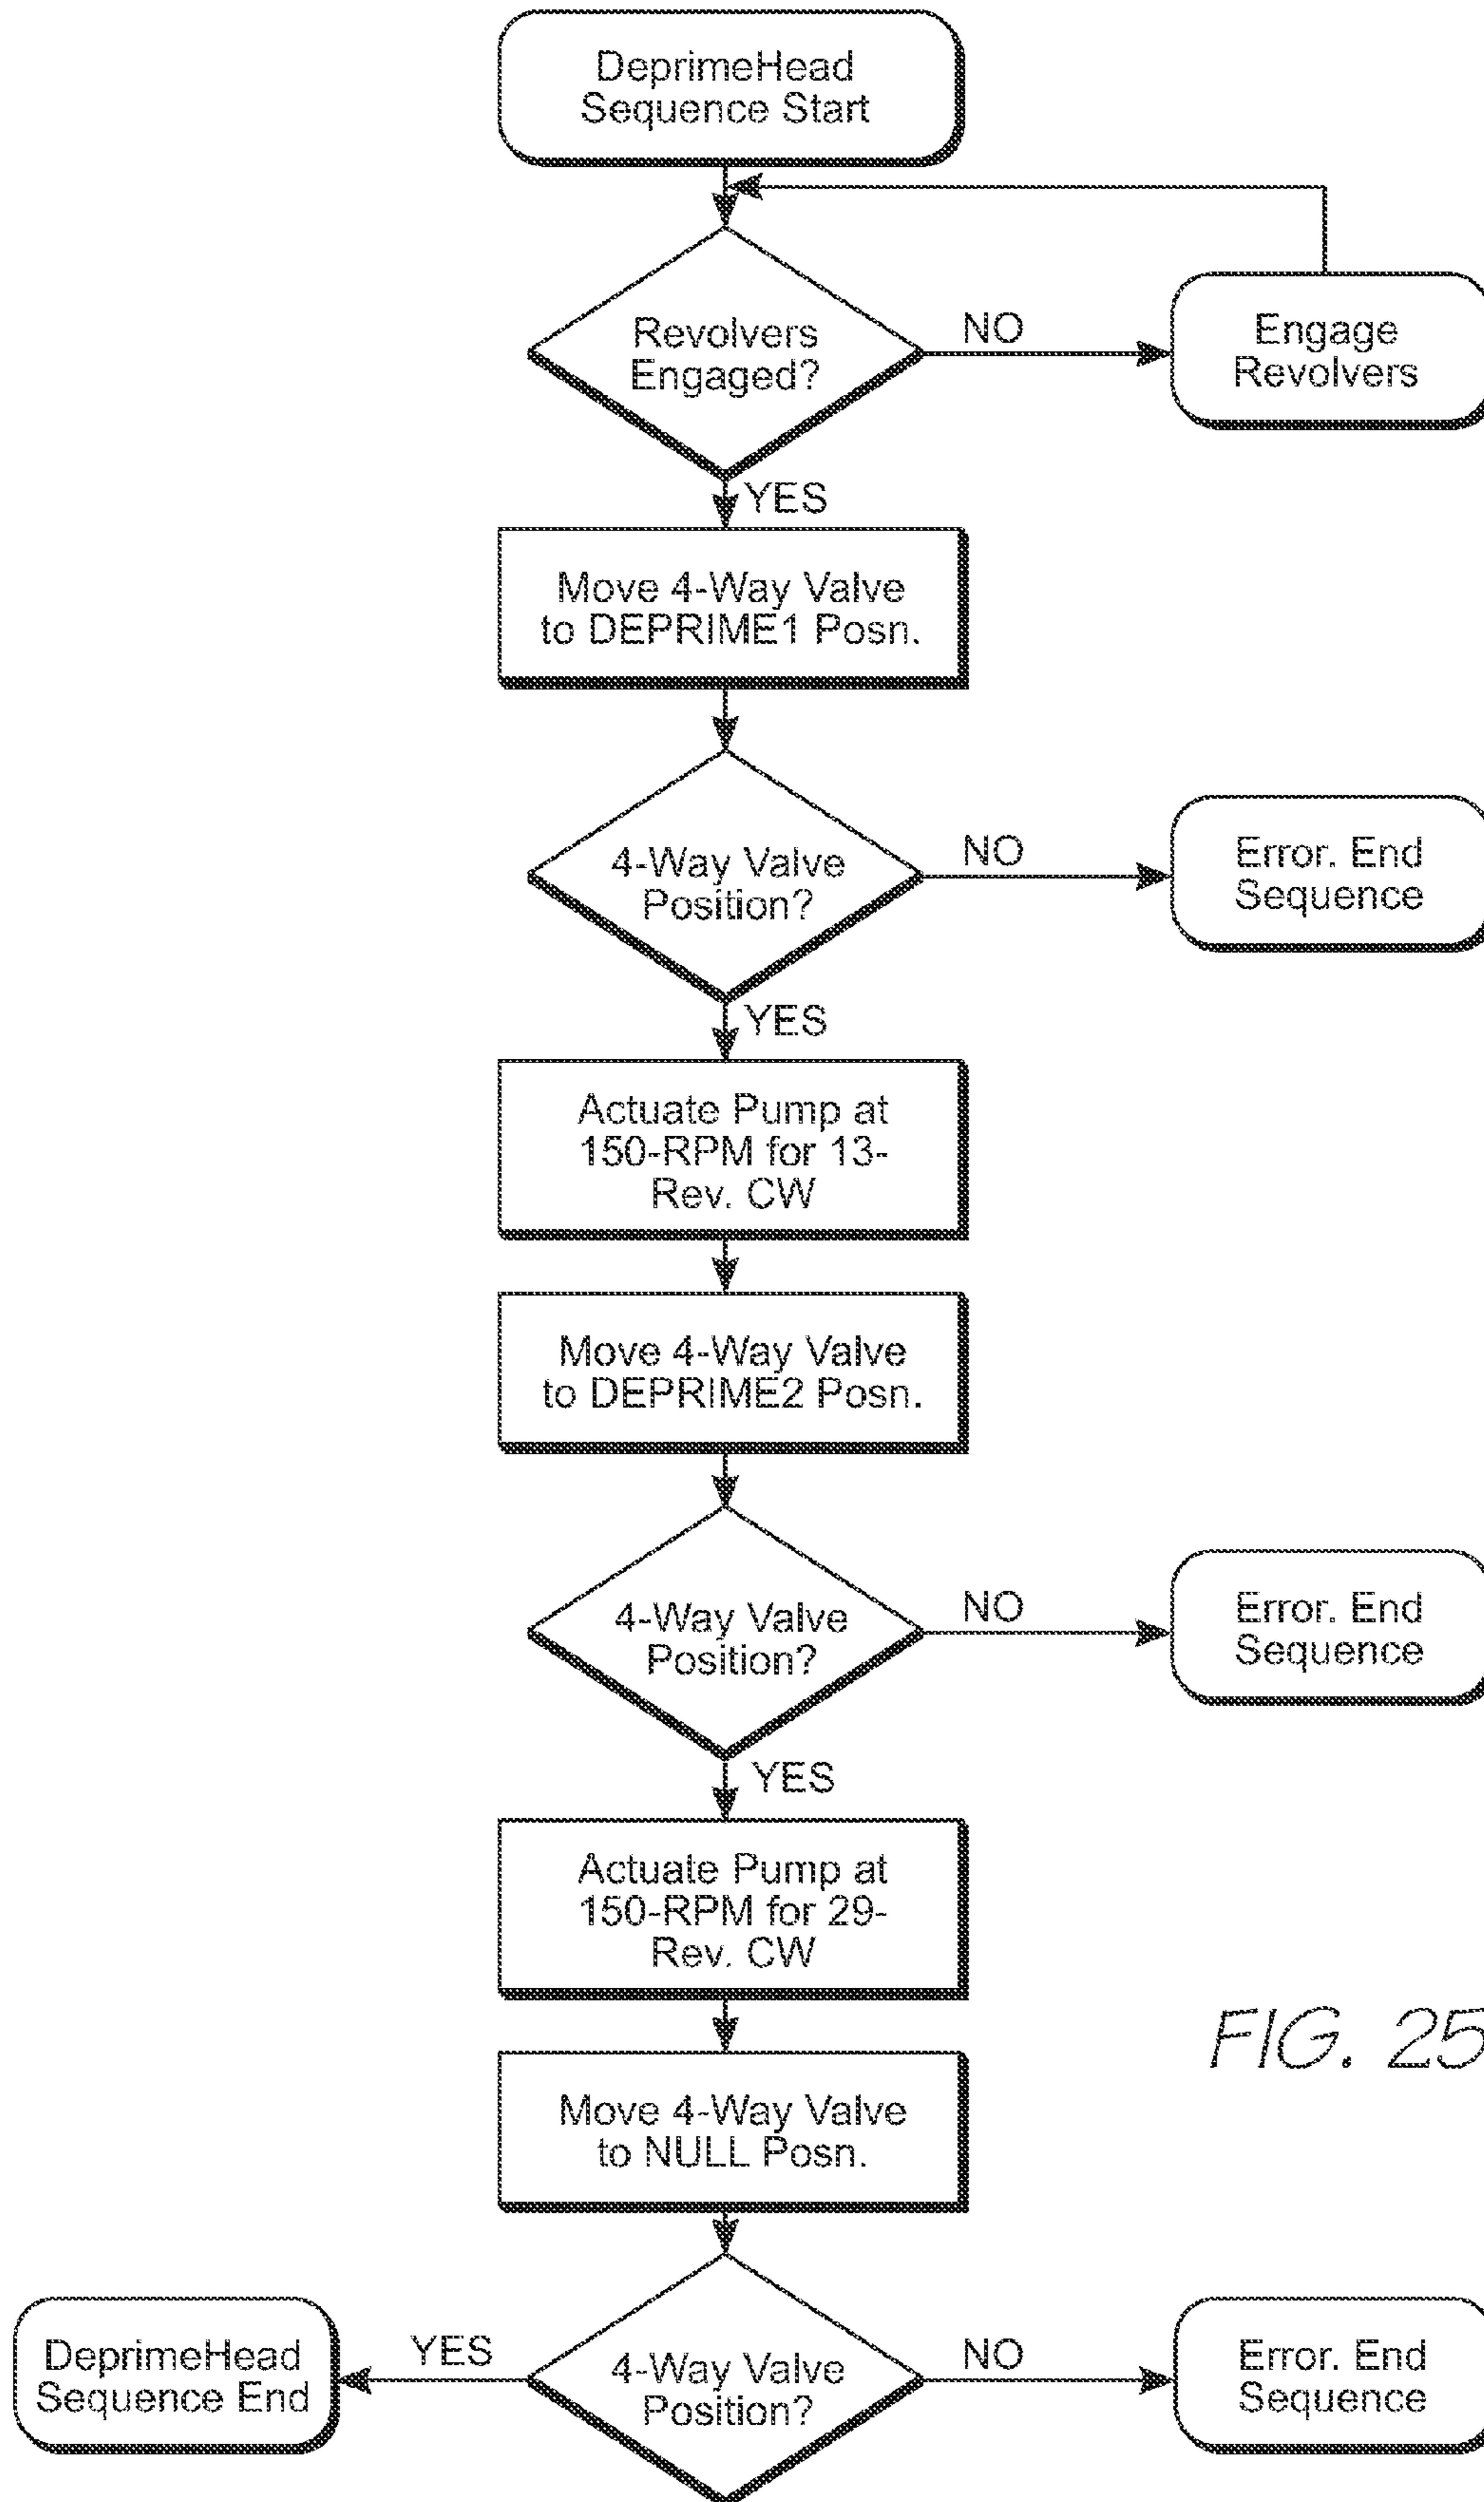 DeprimeHead
Sequence Start
Revolvers
Engaged?
NO
Engage
Revolvers
YES
Move 4-Way Valve
to DEPRIME1 Posn.
4-Way Valve
Position?
NO
Error. End
Sequence
YES
Actuate Pump at
150-RPM for 13-
Rev. CW
Move 4-Way Valve
to DEPRIME2 Posn.
4-Way Valve
Position?
NO
Error. End
Sequence
YES
Actuate Pump at
150-RPM for 29-
Rev. CW
FIG. 25
Move 4-Way Valve
to NULL Posn.
4-Way Valve
Position?
YES
DeprimeHead
Sequence End
NO
Error. End
Sequence